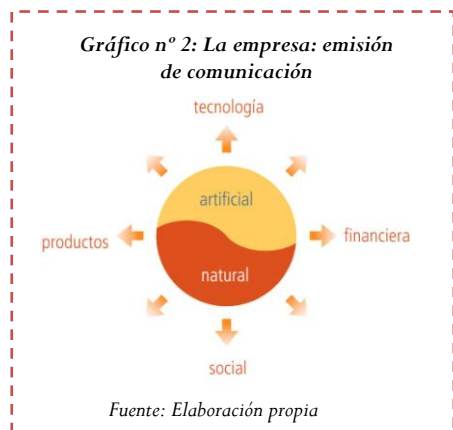 Gráfico nº 2: La empresa: emisión
de comunicación
tecnología
artificial
productos
financiera
natural
social
Fuente: Elaboración propia